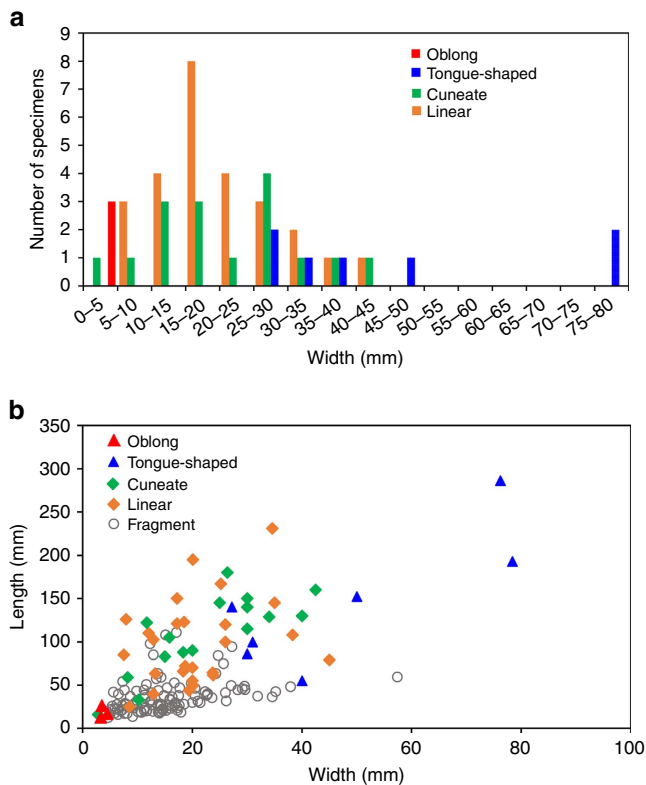 a
9
8
7
6
5
4
3
2
1
0
Number of specimens
Oblong
Tongue-shaped
Cuneate
Linear
0–5
5–10
10–15
15–20
20–25
25–30
30–35
35–40
40–45
45–50
55–60
60–65
65–70
70–75
75–80
Width (mm)
b
350
300
250
200
150
100
50
0
Length (mm)
Oblong
Tongue-shaped
Cuneate
Linear
Fragment
0 20 40 60 80 100
Width (mm)